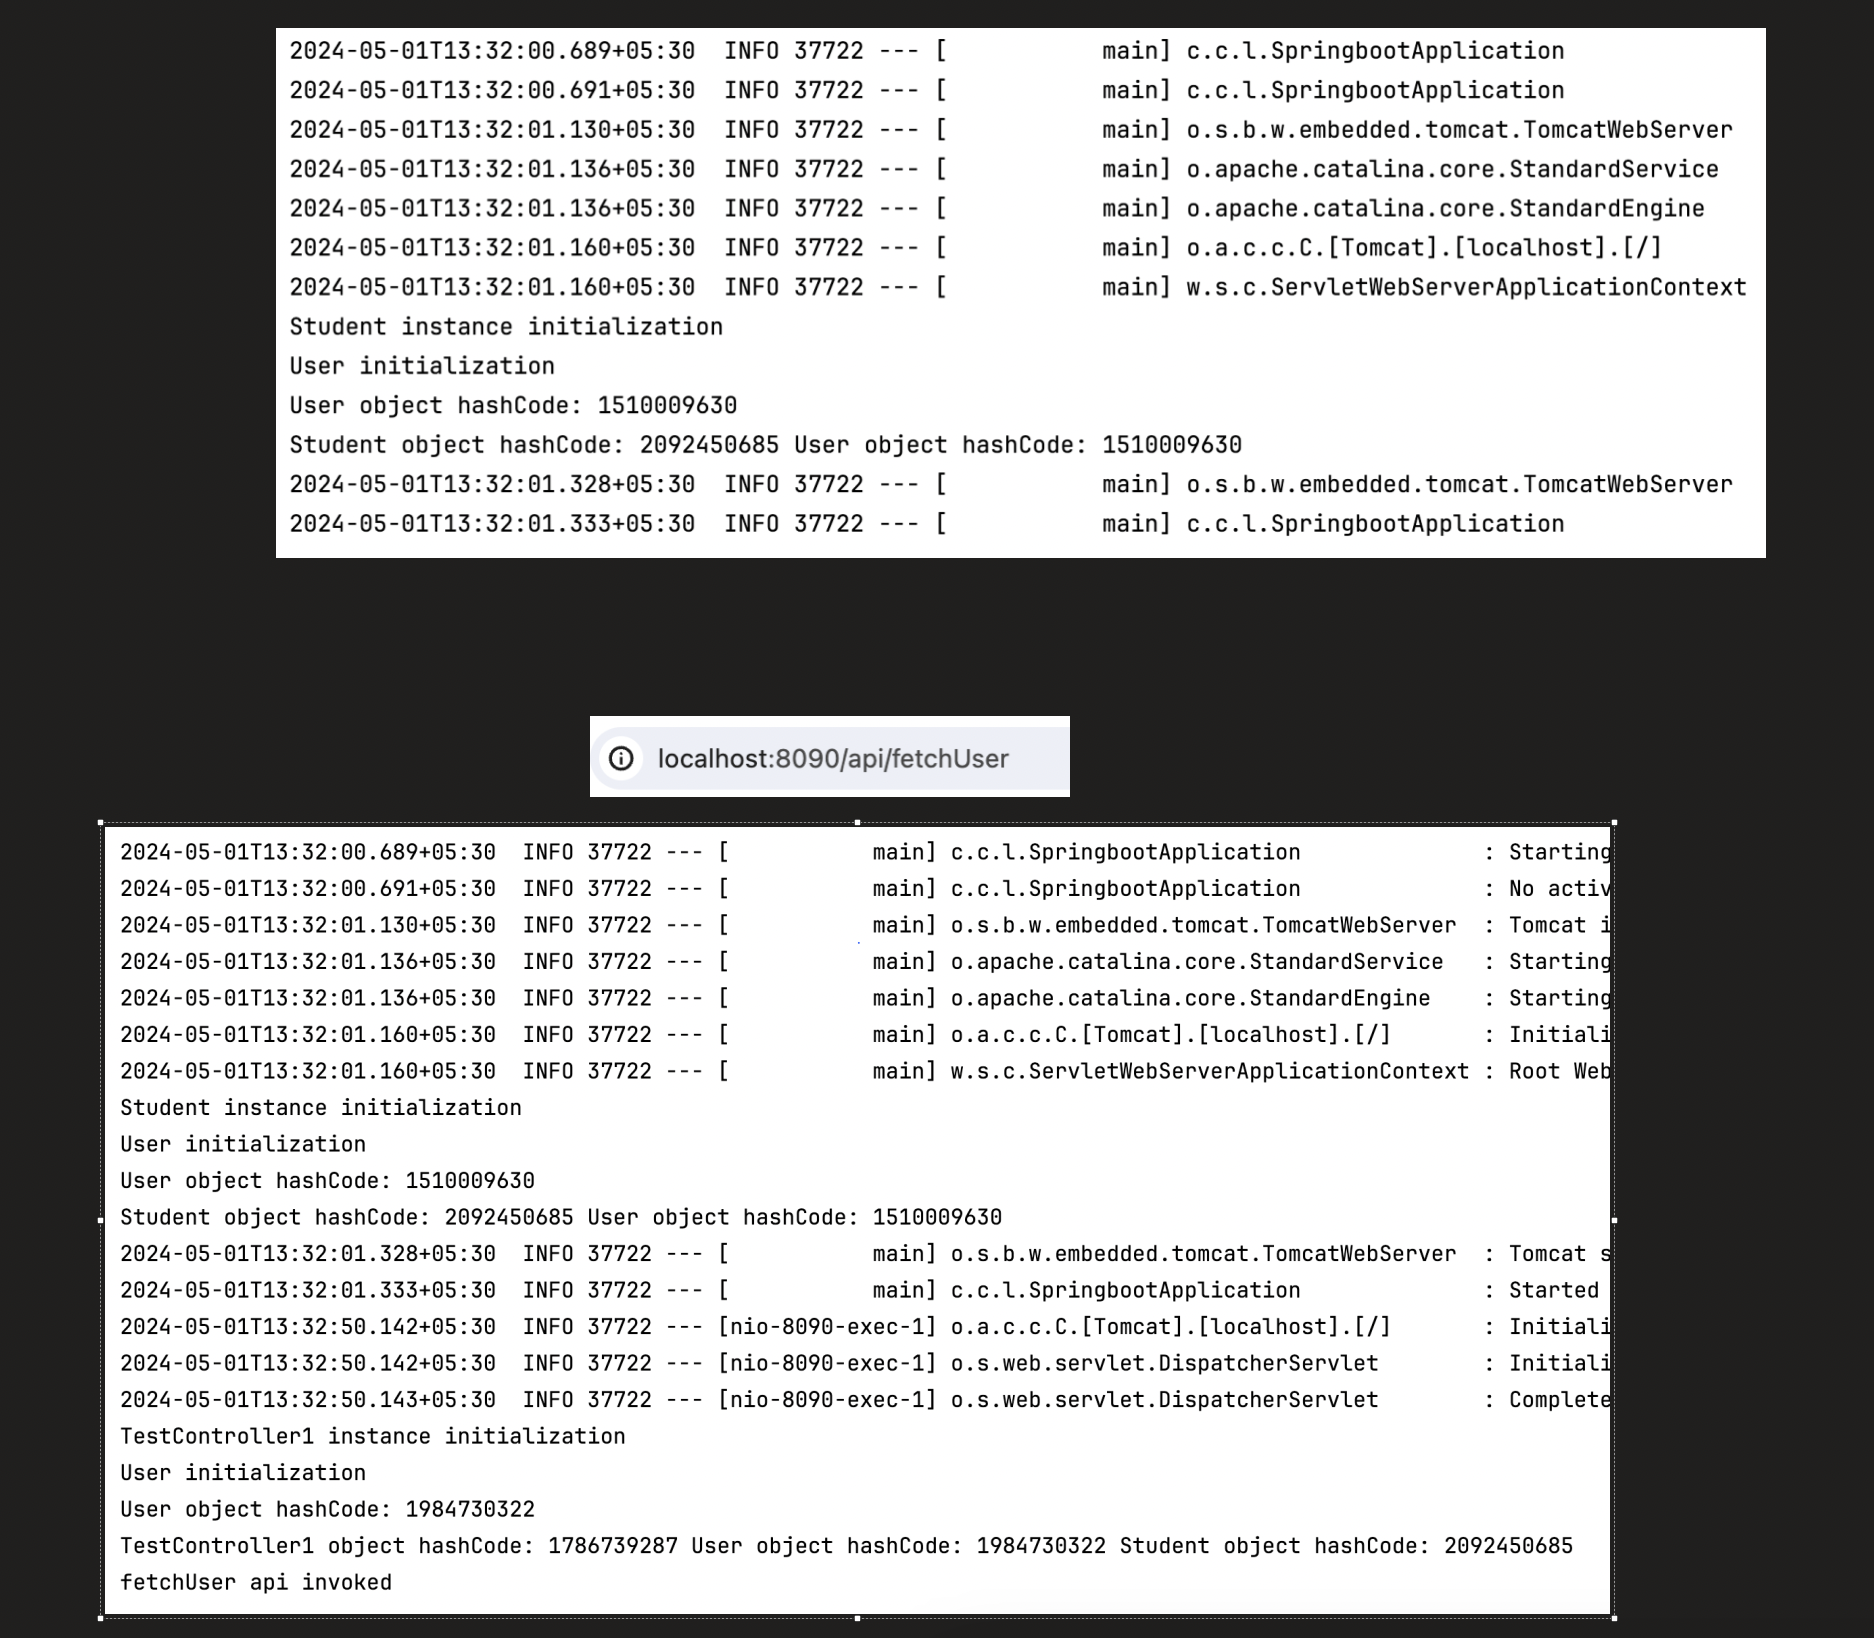 2024-05-01T13:32:00.689+05:30  INFO 37722 --- [           main] c.c.l.SpringbootApplication
2024-05-01T13:32:00.691+05:30  INFO 37722 --- [           main] c.c.l.SpringbootApplication
2024-05-01T13:32:01.130+05:30  INFO 37722 --- [           main] o.s.b.w.embedded.tomcat.TomcatWebServer
2024-05-01T13:32:01.136+05:30  INFO 37722 --- [           main] o.apache.catalina.core.StandardService
2024-05-01T13:32:01.136+05:30  INFO 37722 --- [           main] o.apache.catalina.core.StandardEngine
2024-05-01T13:32:01.160+05:30  INFO 37722 --- [           main] o.a.c.c.C.[Tomcat].[localhost].[/]
2024-05-01T13:32:01.160+05:30  INFO 37722 --- [           main] w.s.c.ServletWebServerApplicationContext
Student instance initialization
User initialization
User object hashCode: 1510009630
Student object hashCode: 2092450685 User object hashCode: 1510009630
2024-05-01T13:32:01.328+05:30  INFO 37722 --- [           main] o.s.b.w.embedded.tomcat.TomcatWebServer
2024-05-01T13:32:01.333+05:30  INFO 37722 --- [           main] c.c.l.SpringbootApplication
localhost:8090/api/fetchUser
2024-05-01T13:32:00.689+05:30  INFO 37722 --- [           main] c.c.l.SpringbootApplication              : Starting
2024-05-01T13:32:00.691+05:30  INFO 37722 --- [           main] c.c.l.SpringbootApplication              : No activ
2024-05-01T13:32:01.130+05:30  INFO 37722 --- [           main] o.s.b.w.embedded.tomcat.TomcatWebServer  : Tomcat i
2024-05-01T13:32:01.136+05:30  INFO 37722 --- [           main] o.apache.catalina.core.StandardService   : Starting
2024-05-01T13:32:01.136+05:30  INFO 37722 --- [           main] o.apache.catalina.core.StandardEngine    : Starting
2024-05-01T13:32:01.160+05:30  INFO 37722 --- [           main] o.a.c.c.C.[Tomcat].[localhost].[/]       : Initiali
2024-05-01T13:32:01.160+05:30  INFO 37722 --- [           main] w.s.c.ServletWebServerApplicationContext : Root Web
Student instance initialization
User initialization
User object hashCode: 1510009630
Student object hashCode: 2092450685 User object hashCode: 1510009630
2024-05-01T13:32:01.328+05:30  INFO 37722 --- [           main] o.s.b.w.embedded.tomcat.TomcatWebServer  : Tomcat s
2024-05-01T13:32:01.333+05:30  INFO 37722 --- [           main] c.c.l.SpringbootApplication              : Started
2024-05-01T13:32:50.142+05:30  INFO 37722 --- [nio-8090-exec-1] o.a.c.c.C.[Tomcat].[localhost].[/]       : Initiali
2024-05-01T13:32:50.142+05:30  INFO 37722 --- [nio-8090-exec-1] o.s.web.servlet.DispatcherServlet        : Initiali
2024-05-01T13:32:50.143+05:30  INFO 37722 --- [nio-8090-exec-1] o.s.web.servlet.DispatcherServlet        : Complete
TestController1 instance initialization
User initialization
User object hashCode: 1984730322
TestController1 object hashCode: 1786739287 User object hashCode: 1984730322 Student object hashCode: 2092450685
fetchUser api invoked